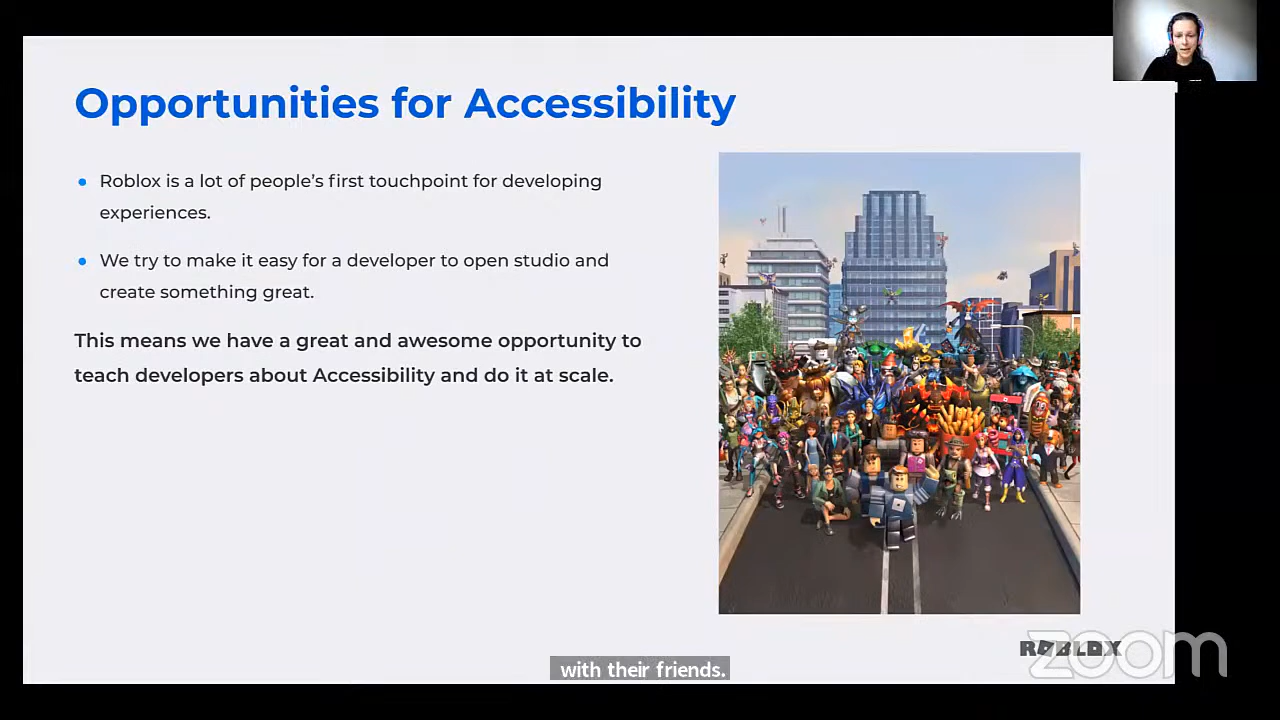 Opportunities for Accessibility
• Roblox is a lot of people’s first touchpoint for developing
experiences.
• We try to make it easy for a developer to open studio and
create something great.
This means we have a great and awesome opportunity to
teach developers about Accessibility and do it at scale.
ROBLOX
zoom
with their friends.